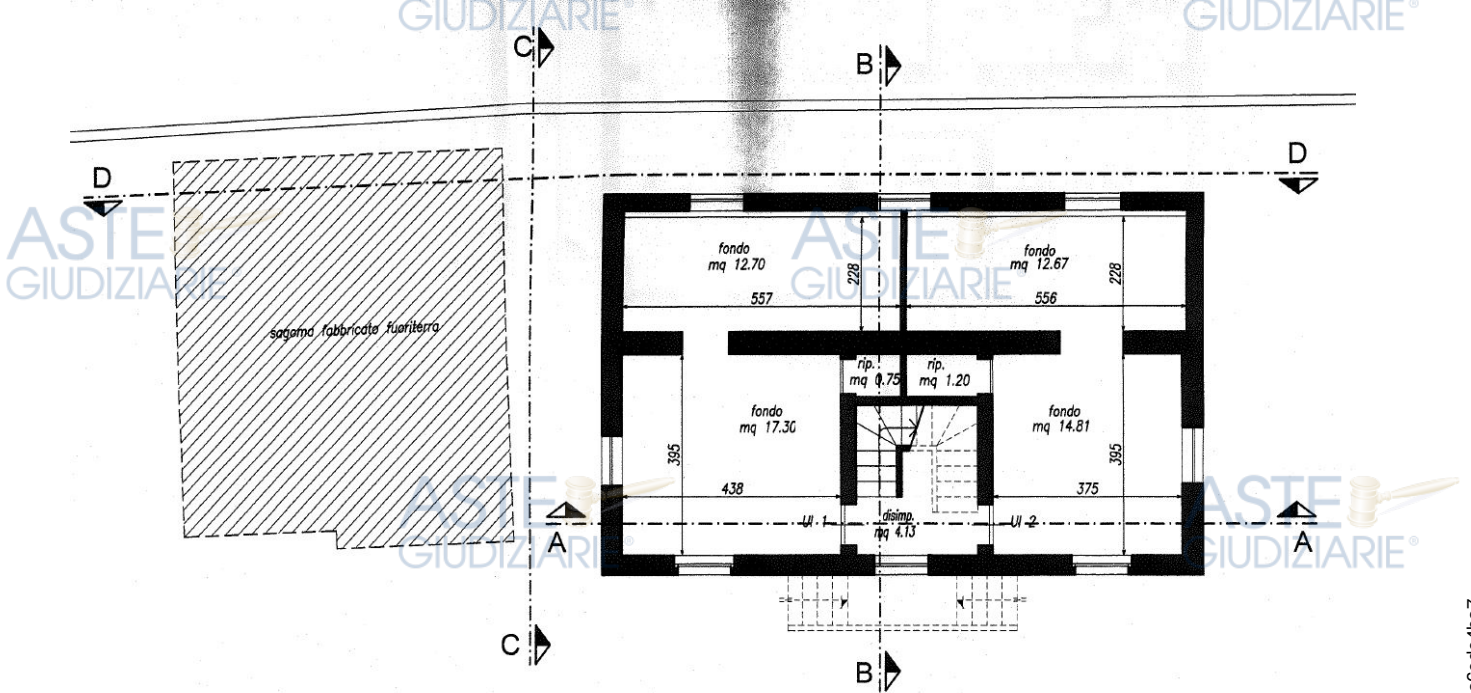 GIUDIZIARIE®
GIUDIZIARIE®
C
B
D
D
ASTE
GIUDIZIARIE®
ASTE
GIUDIZIARIE®
fondo
mq 12.70
228
557
fondo
mq 12.67
228
556
sagoma fabbricato fuoriterra
rip.
mq 0.75
rip.
mq 1.20
fondo
mq 17.30
395
438
fondo
mq 14.81
395
375
ASTE
GIUDIZIARIE®
ASTE
GIUDIZIARIE®
UI 1
disimp.
mq 4.13
UI 2
A
A
C
B